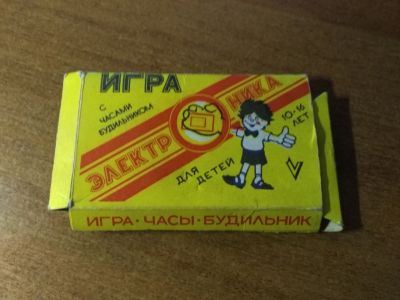 ИГРА
С
ЧАСАМИ
БУДИЛЬНИКОМ
ЭЛЕКТРОНИКА
ДЛЯ ДЕТЕЙ
10-16
ЛЕТ
ИГРА · ЧАСЫ · БУДИЛЬНИК